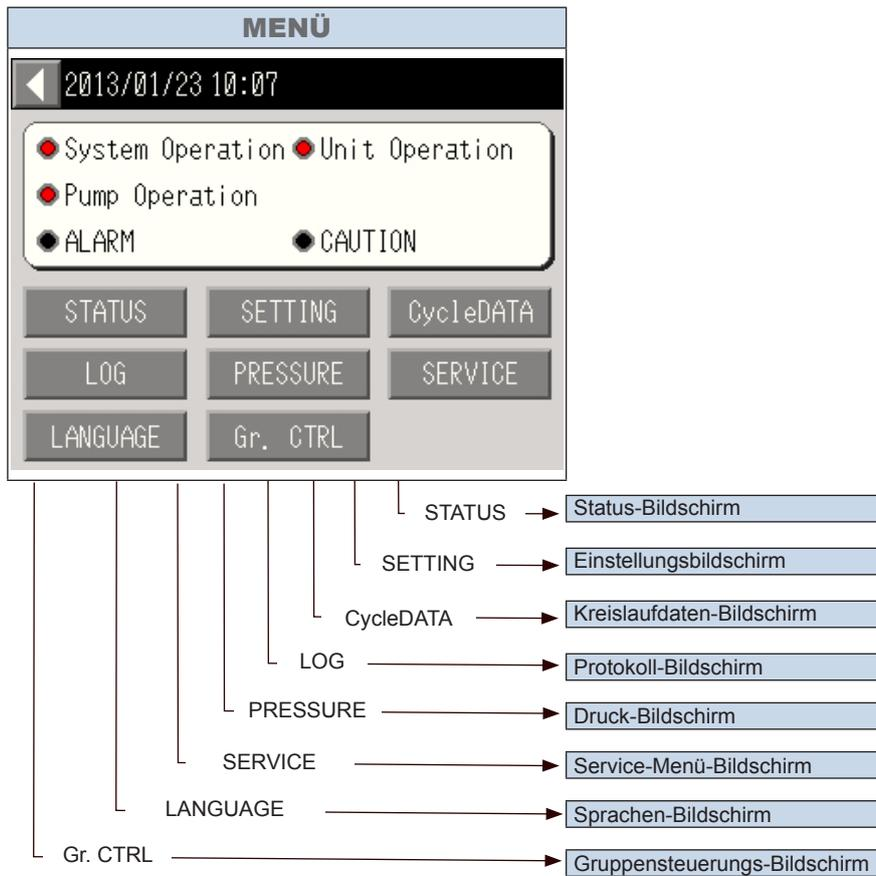 MENÜ
2013/01/23 10:07
System Operation Unit Operation
Pump Operation
ALARM CAUTION
STATUS SETTING CycleDATA
LOG PRESSURE SERVICE
LANGUAGE Gr. CTRL
STATUS Status-Bildschirm
SETTING Einstellungsbildschirm
CycleDATA Kreislaufdaten-Bildschirm
LOG Protokoll-Bildschirm
PRESSURE Druck-Bildschirm
SERVICE Service-Menü-Bildschirm
LANGUAGE Sprachen-Bildschirm
Gr. CTRL Gruppensteuerungs-Bildschirm